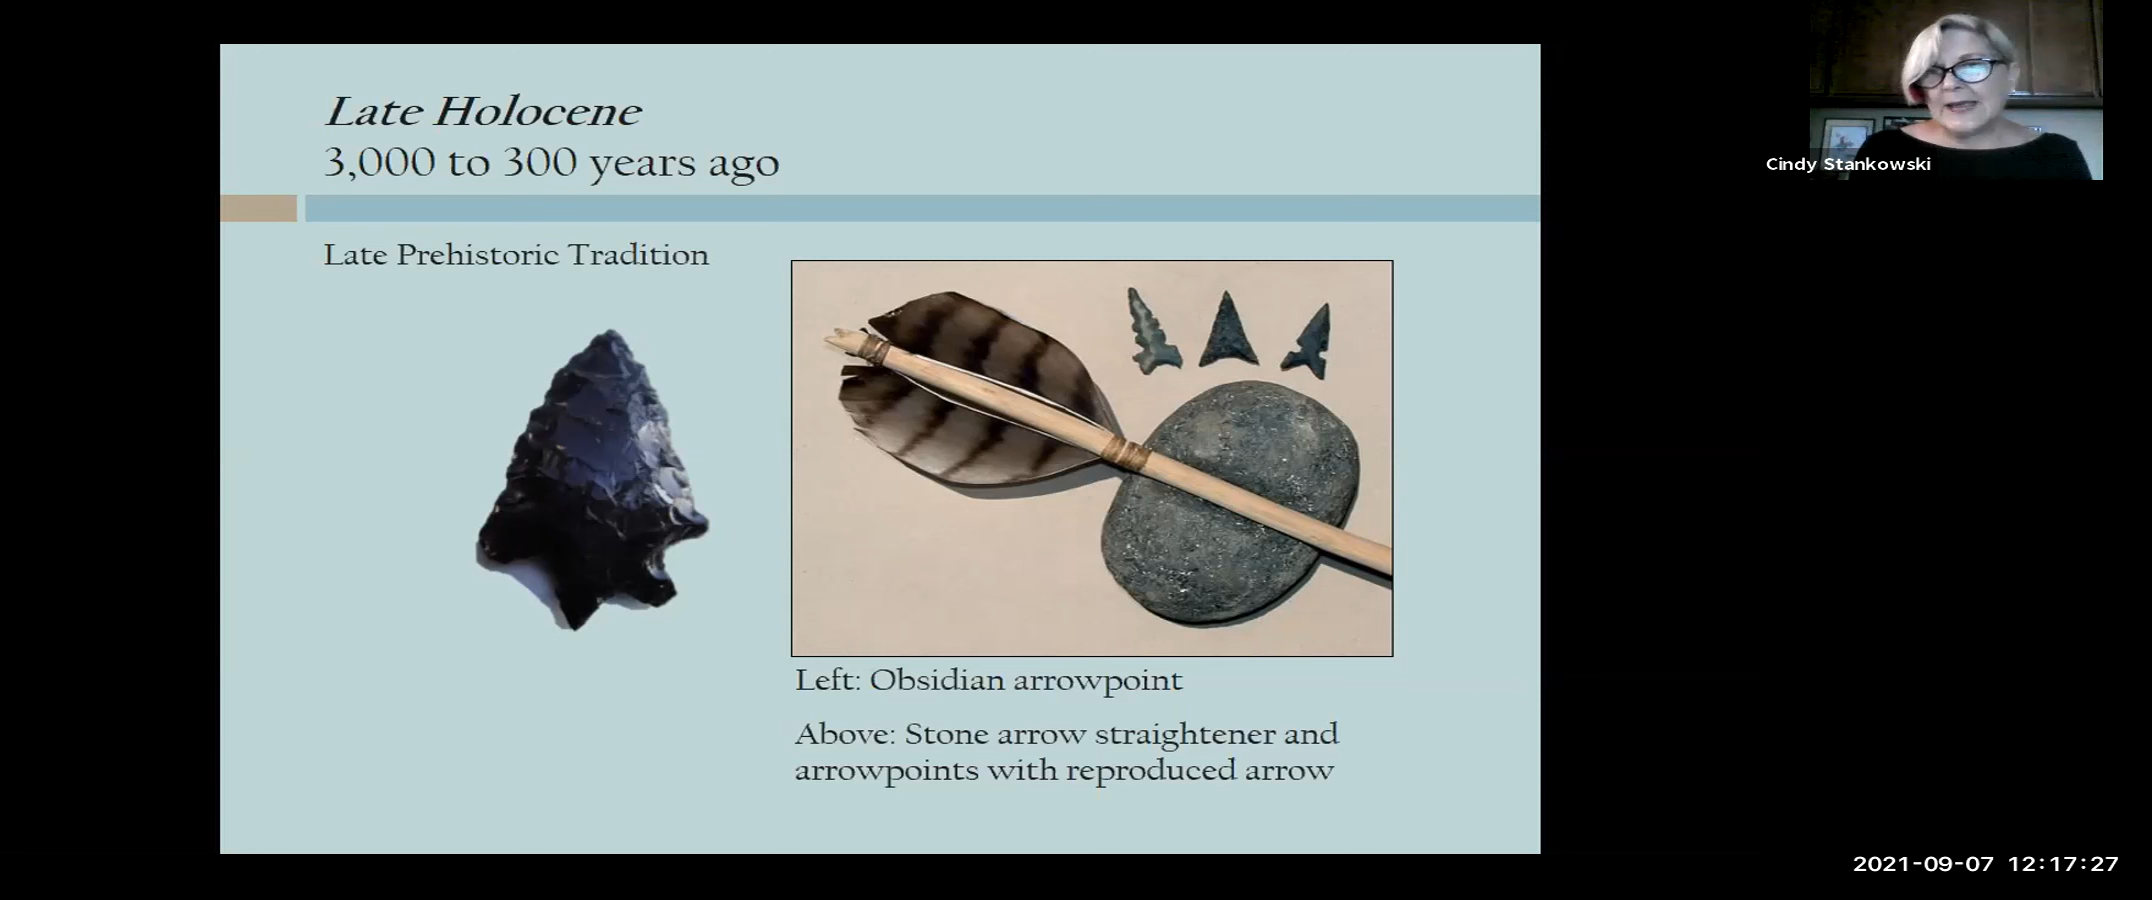 Late Holocene
3,000 to 300 years ago
Late Prehistoric Tradition
Left: Obsidian arrowpoint
Above: Stone arrow straightener and
arrowpoints with reproduced arrow
Cindy Stankowski
2021-09-07 12:17:27